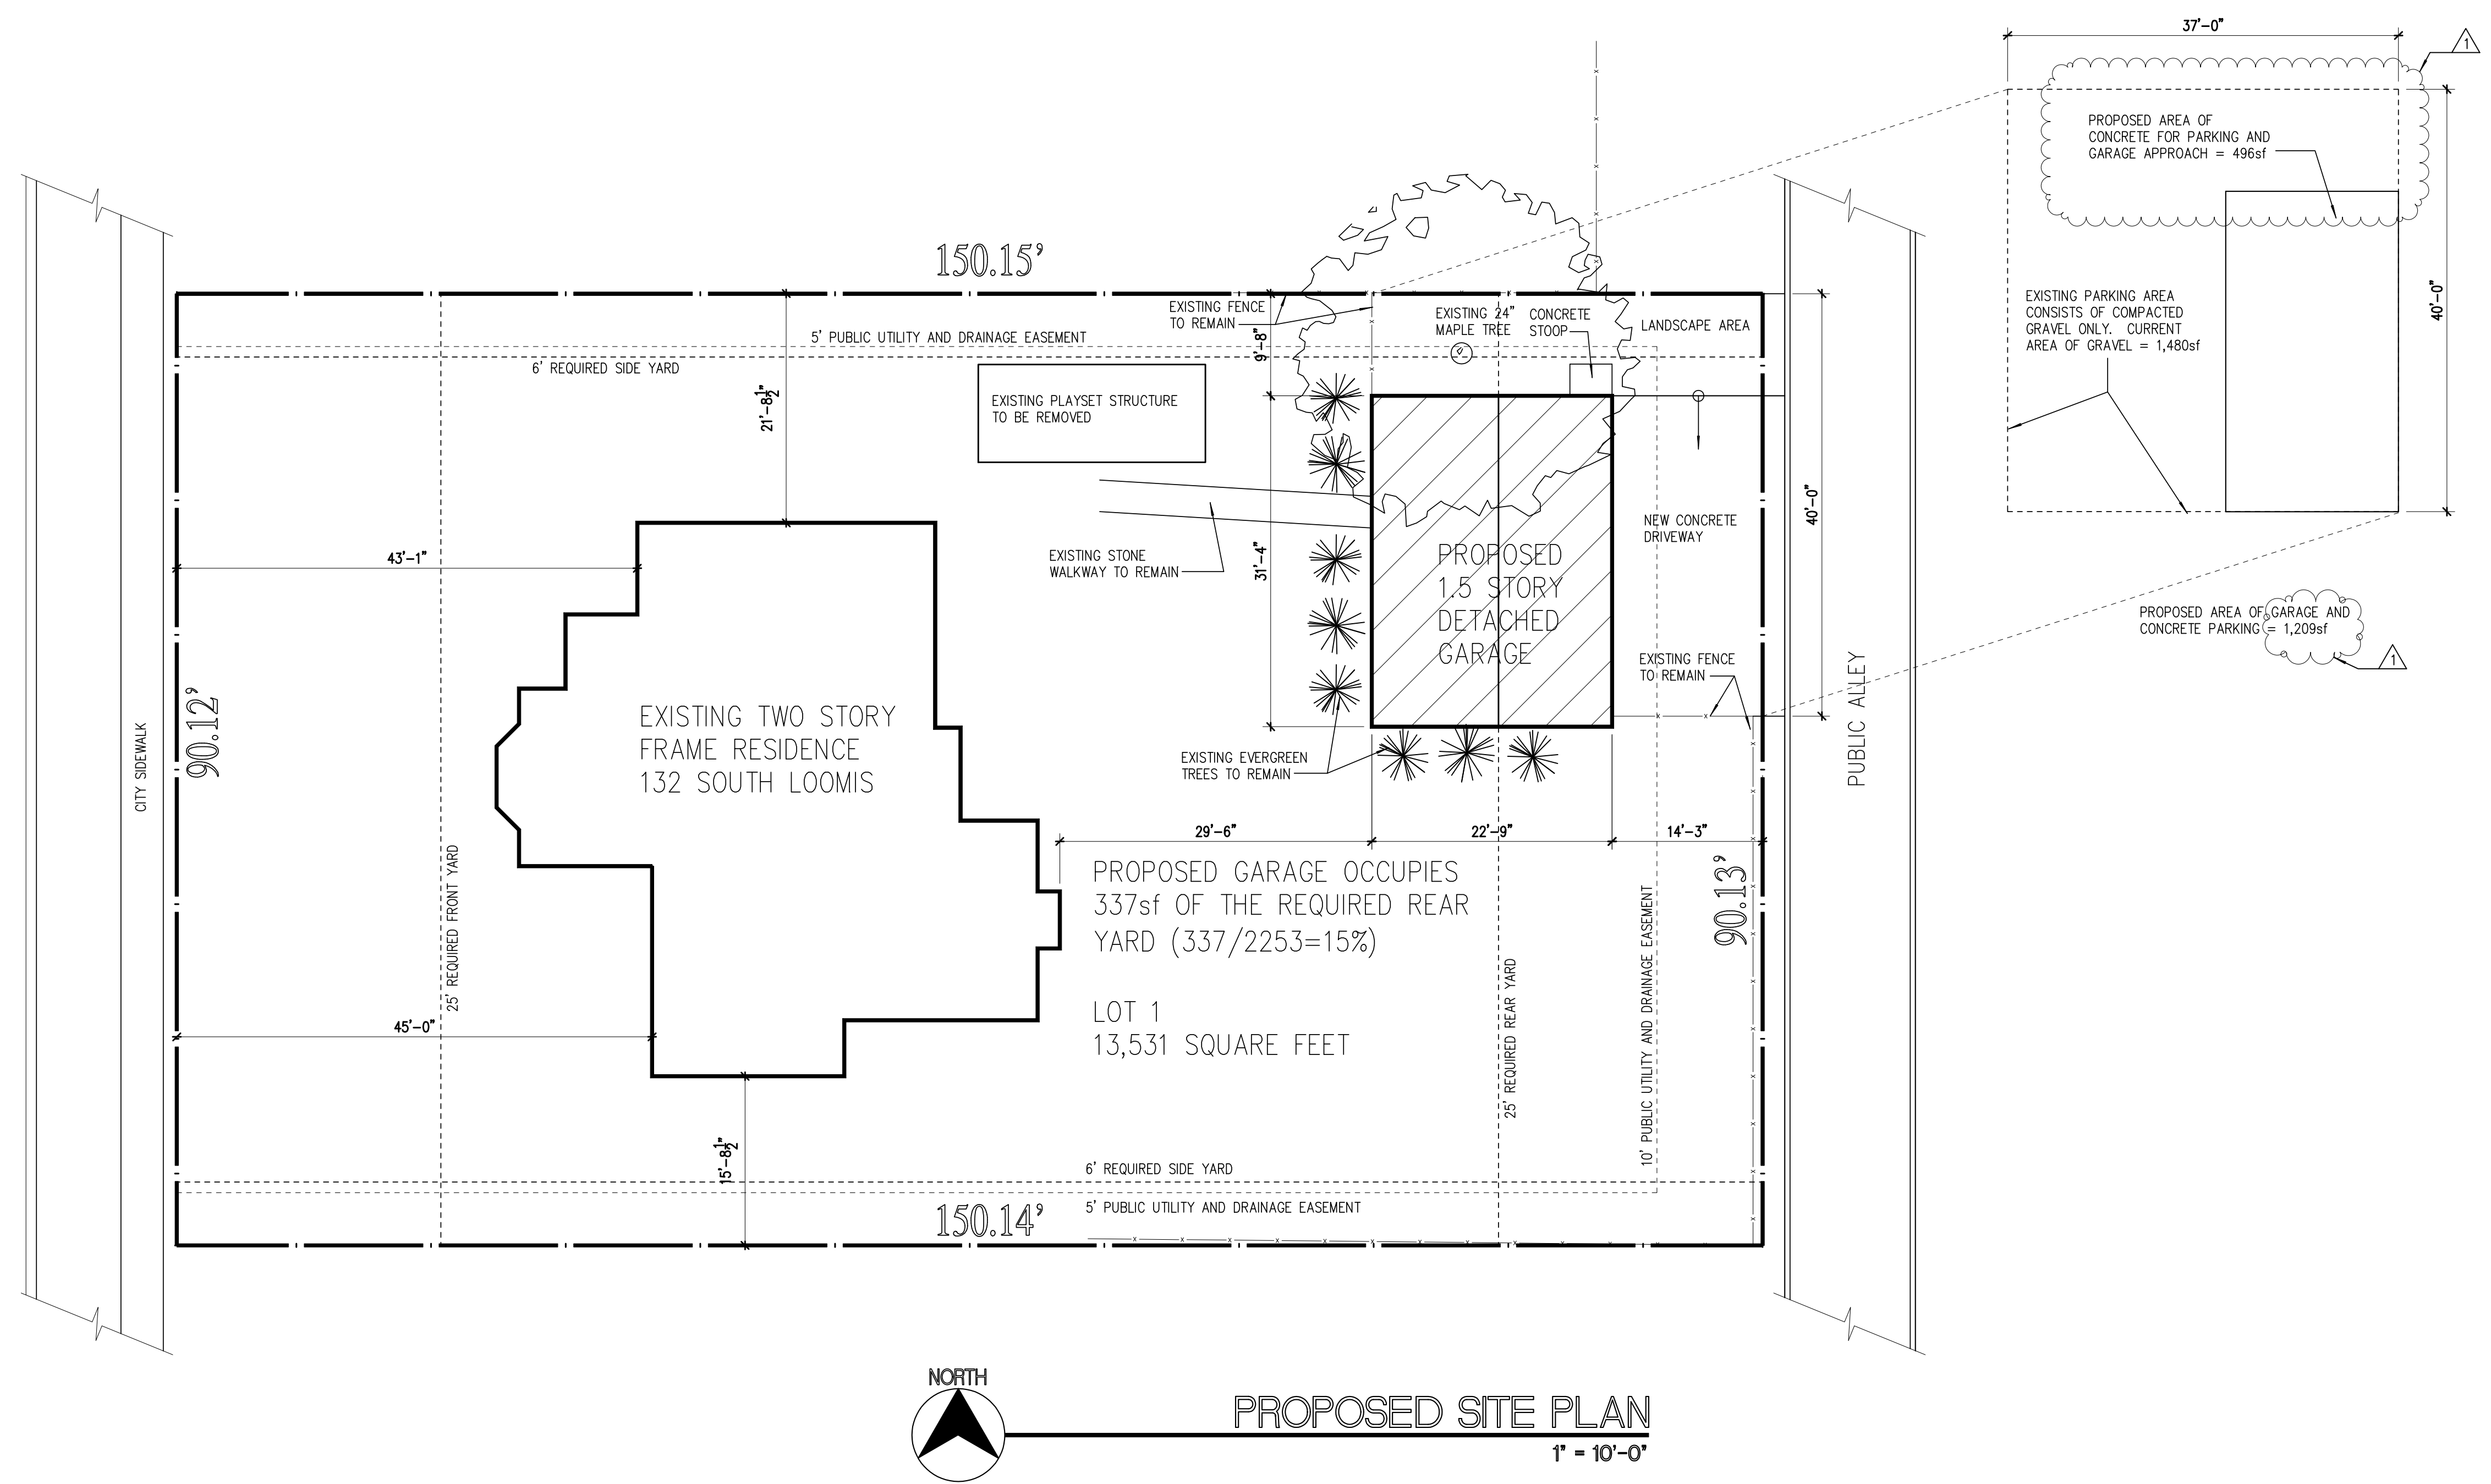 37'-0"
1
PROPOSED AREA OF
CONCRETE FOR PARKING AND
GARAGE APPROACH = 496sf
EXISTING PARKING AREA
CONSISTS OF COMPACTED
GRAVEL ONLY. CURRENT
AREA OF GRAVEL = 1,480sf
40'-0"
PROPOSED AREA OF GARAGE AND
CONCRETE PARKING = 1,209sf
1
150.15'
EXISTING FENCE
TO REMAIN
5' PUBLIC UTILITY AND DRAINAGE EASEMENT
6' REQUIRED SIDE YARD
9'-8"
EXISTING 24"
MAPLE TREE
CONCRETE
STOOP
LANDSCAPE AREA
21'-8 1/2"
EXISTING PLAYSET STRUCTURE
TO BE REMOVED
43'-1"
EXISTING STONE
WALKWAY TO REMAIN
31'-4"
PROPOSED
1.5 STORY
DETACHED
GARAGE
NEW CONCRETE
DRIVEWAY
40'-0"
EXISTING FENCE
TO REMAIN
PUBLIC ALLEY
CITY SIDEWALK
90.12'
EXISTING TWO STORY
FRAME RESIDENCE
132 SOUTH LOOMIS
EXISTING EVERGREEN
TREES TO REMAIN
29'-6"
22'-9"
14'-3"
25' REQUIRED FRONT YARD
PROPOSED GARAGE OCCUPIES
337sf OF THE REQUIRED REAR
YARD (337/2253=15%)
LOT 1
13,531 SQUARE FEET
90.13'
25' REQUIRED REAR YARD
10' PUBLIC UTILITY AND DRAINAGE EASEMENT
45'-0"
15'-8 1/2"
6' REQUIRED SIDE YARD
5' PUBLIC UTILITY AND DRAINAGE EASEMENT
150.14'
NORTH
PROPOSED SITE PLAN
1" = 10'-0"